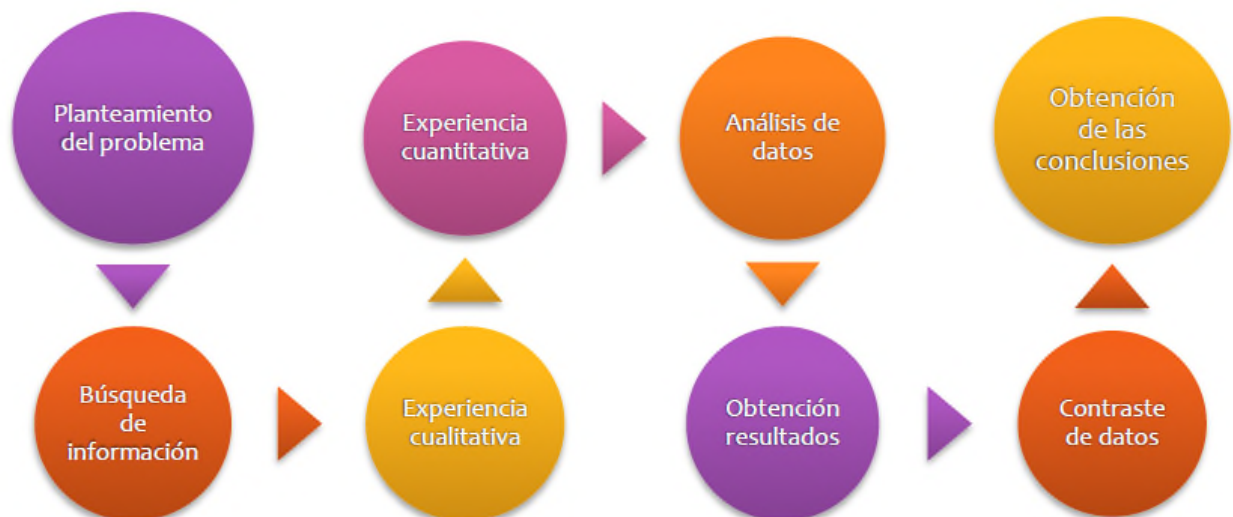 Planteamiento
del problema
Búsqueda
de
información
Experiencia
cualitativa
Experiencia
cuantitativa
Análisis de
datos
Obtención
resultados
Contraste
de datos
Obtención
de las
conclusiones